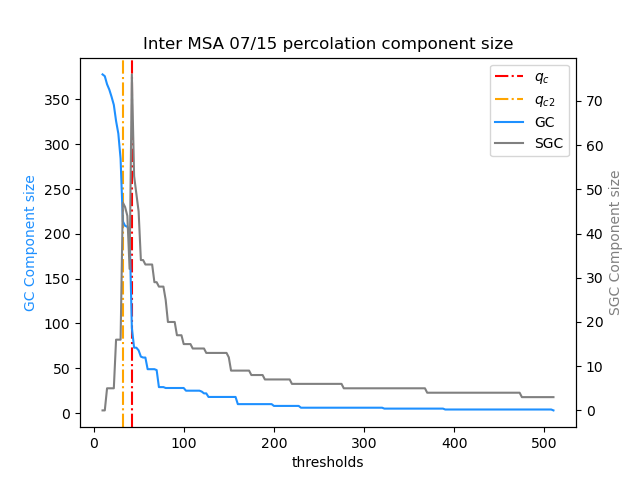 Inter MSA 07/15 percolation component size
GC Component size
350
300
250
200
150
100
50
0
0 100 200 300 400 500
thresholds
70
60
50
40
30
20
10
0
SGC Component size
q_c
q_{c2}
GC
SGC